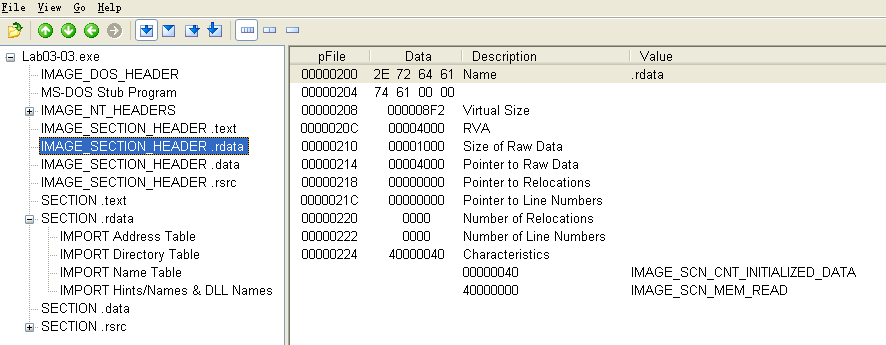 File View Go Help
Lab03-03.exe
IMAGE_DOS_HEADER
MS-DOS Stub Program
IMAGE_NT_HEADERS
IMAGE_SECTION_HEADER .text
IMAGE_SECTION_HEADER .rdata
IMAGE_SECTION_HEADER .data
IMAGE_SECTION_HEADER .rsrc
SECTION .text
SECTION .rdata
IMPORT Address Table
IMPORT Directory Table
IMPORT Name Table
IMPORT Hints/Names & DLL Names
SECTION .data
SECTION .rsrc
pFile Data Description Value
00000200 2E 72 64 61 Name .rdata
00000204 74 61 00 00
00000208 000008F2 Virtual Size
0000020C 00004000 RVA
00000210 00001000 Size of Raw Data
00000214 00004000 Pointer to Raw Data
00000218 00000000 Pointer to Relocations
0000021C 00000000 Pointer to Line Numbers
00000220 0000 Number of Relocations
00000222 0000 Number of Line Numbers
00000224 40000040 Characteristics
00000040 IMAGE_SCN_CNT_INITIALIZED_DATA
40000000 IMAGE_SCN_MEM_READ